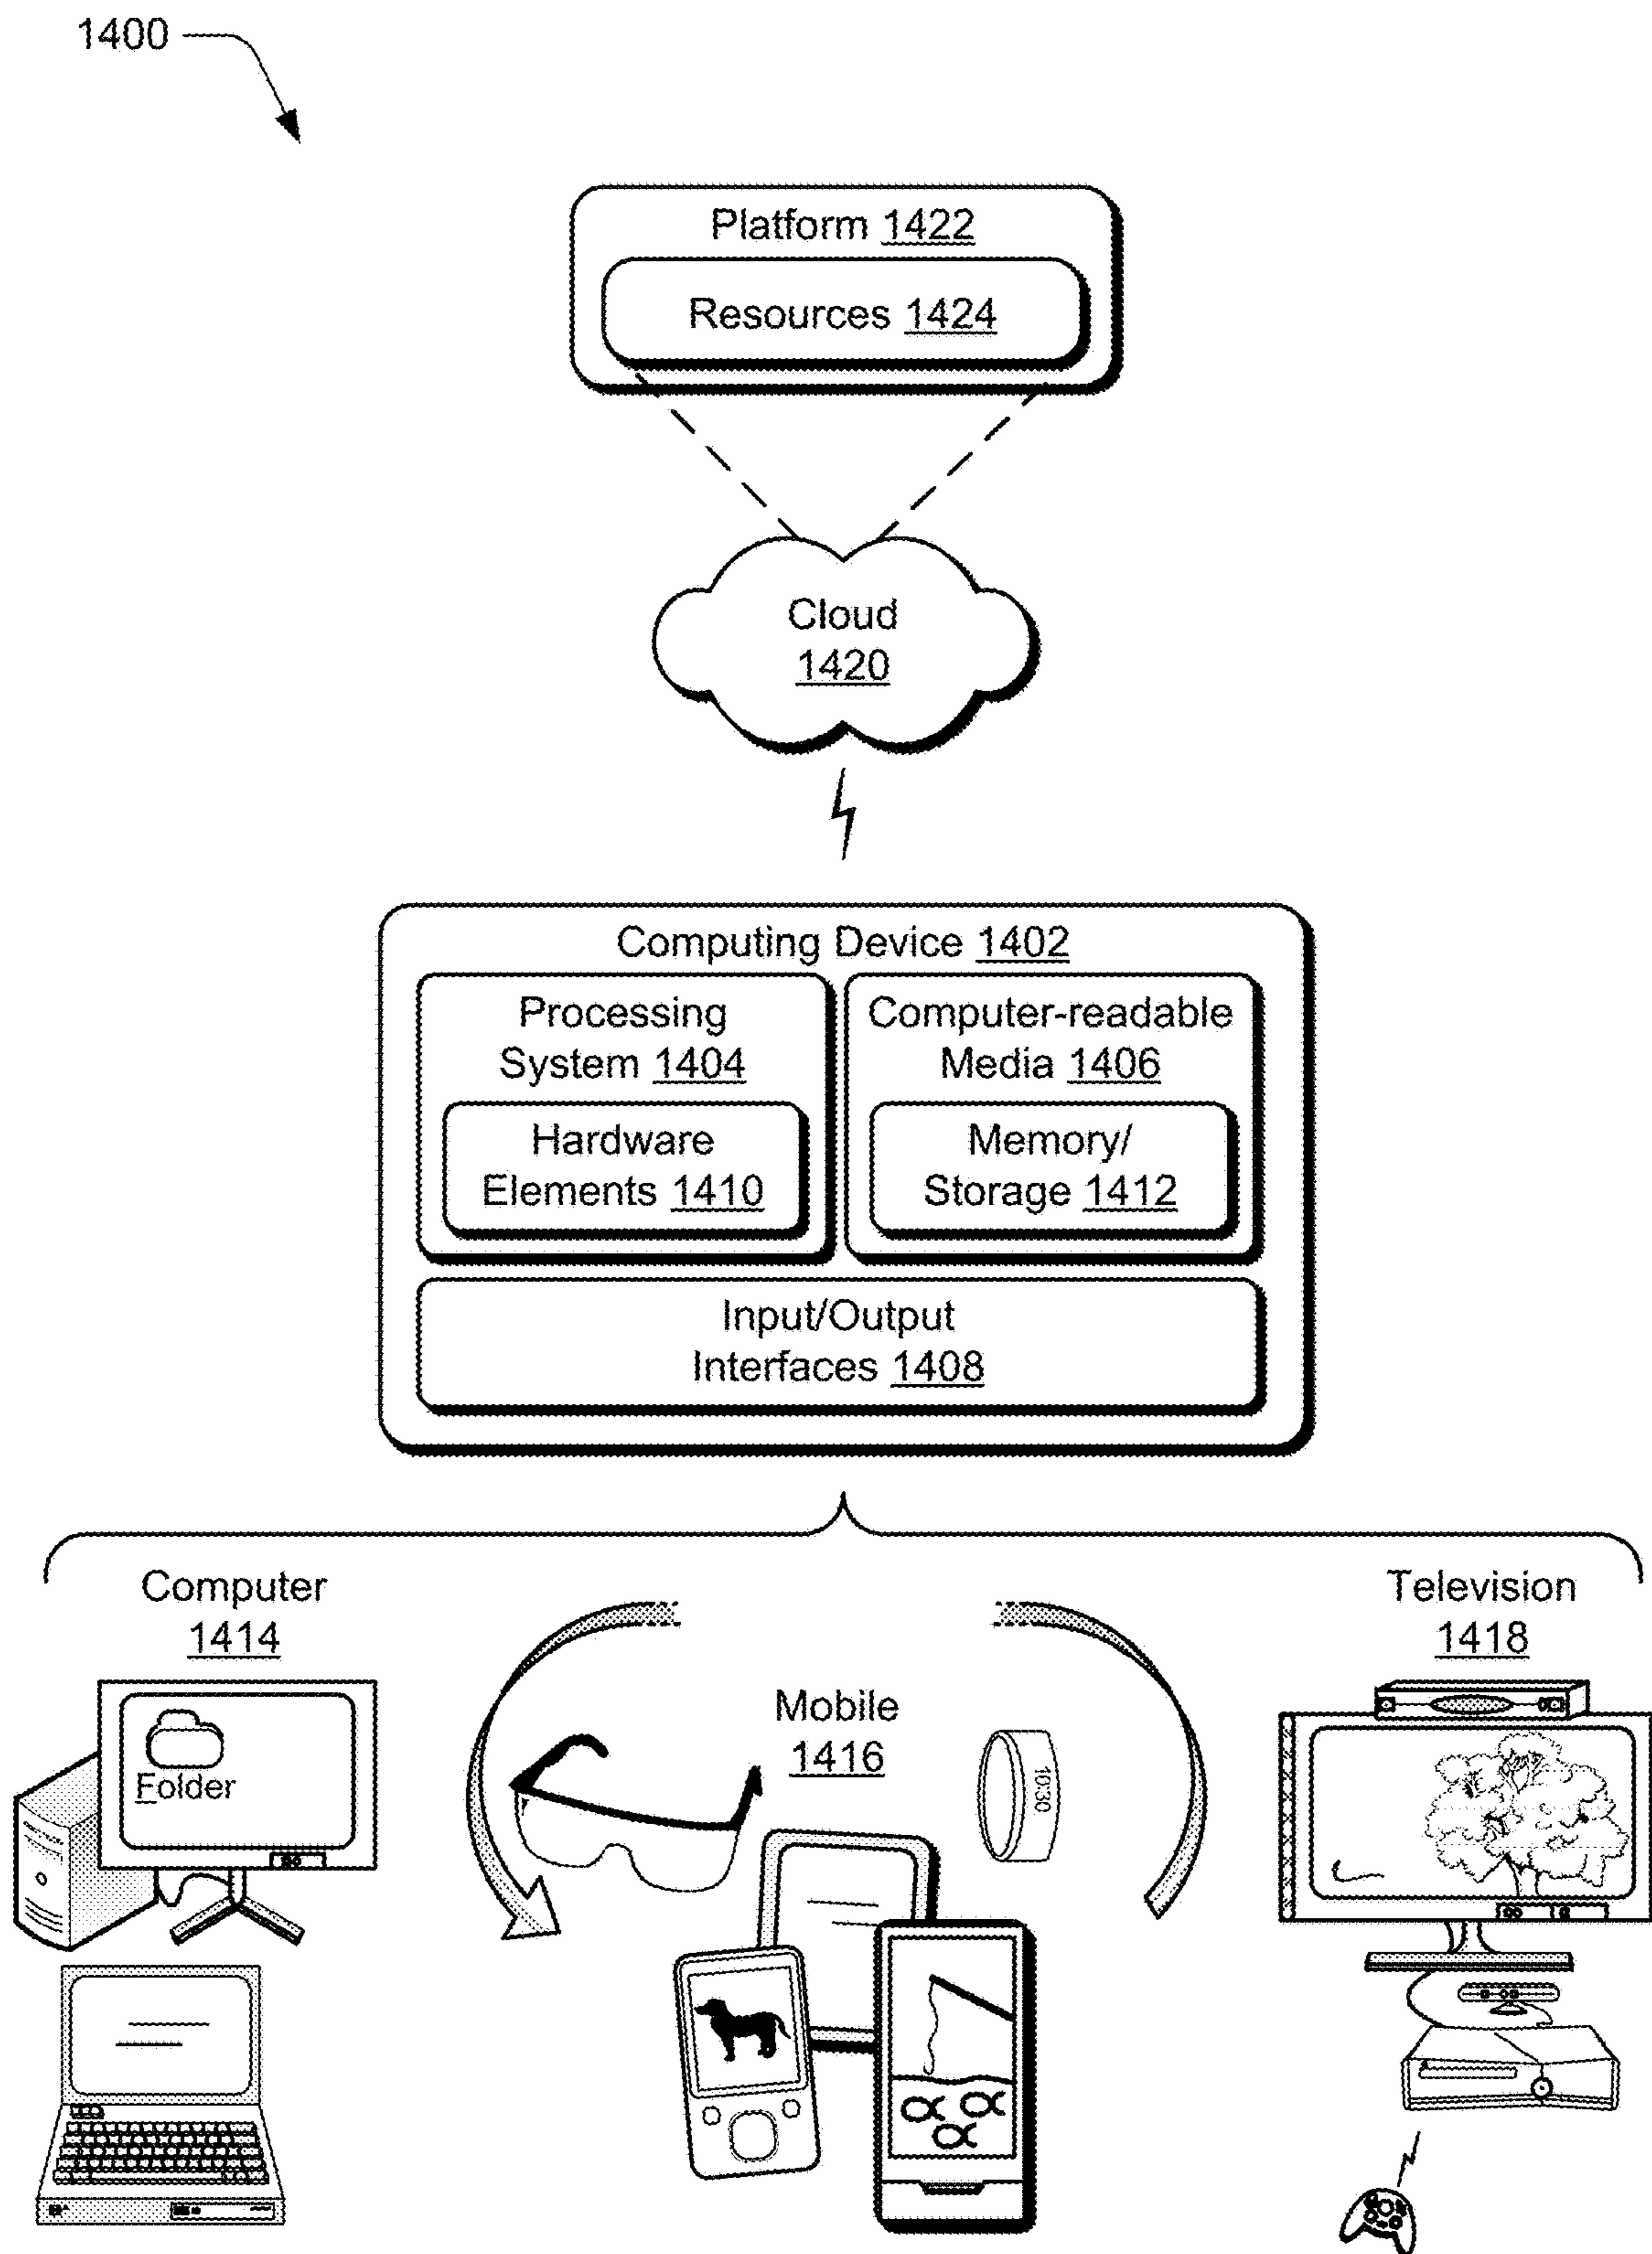 1400
Platform 1422
Resources 1424
Cloud
1420
Computing Device 1402
Processing
System 1404
Hardware
Elements 1410
Computer-readable
Media 1406
Memory/
Storage 1412
Input/Output
Interfaces 1408
Computer
1414
Folder
Mobile
1416
10:30
Television
1418